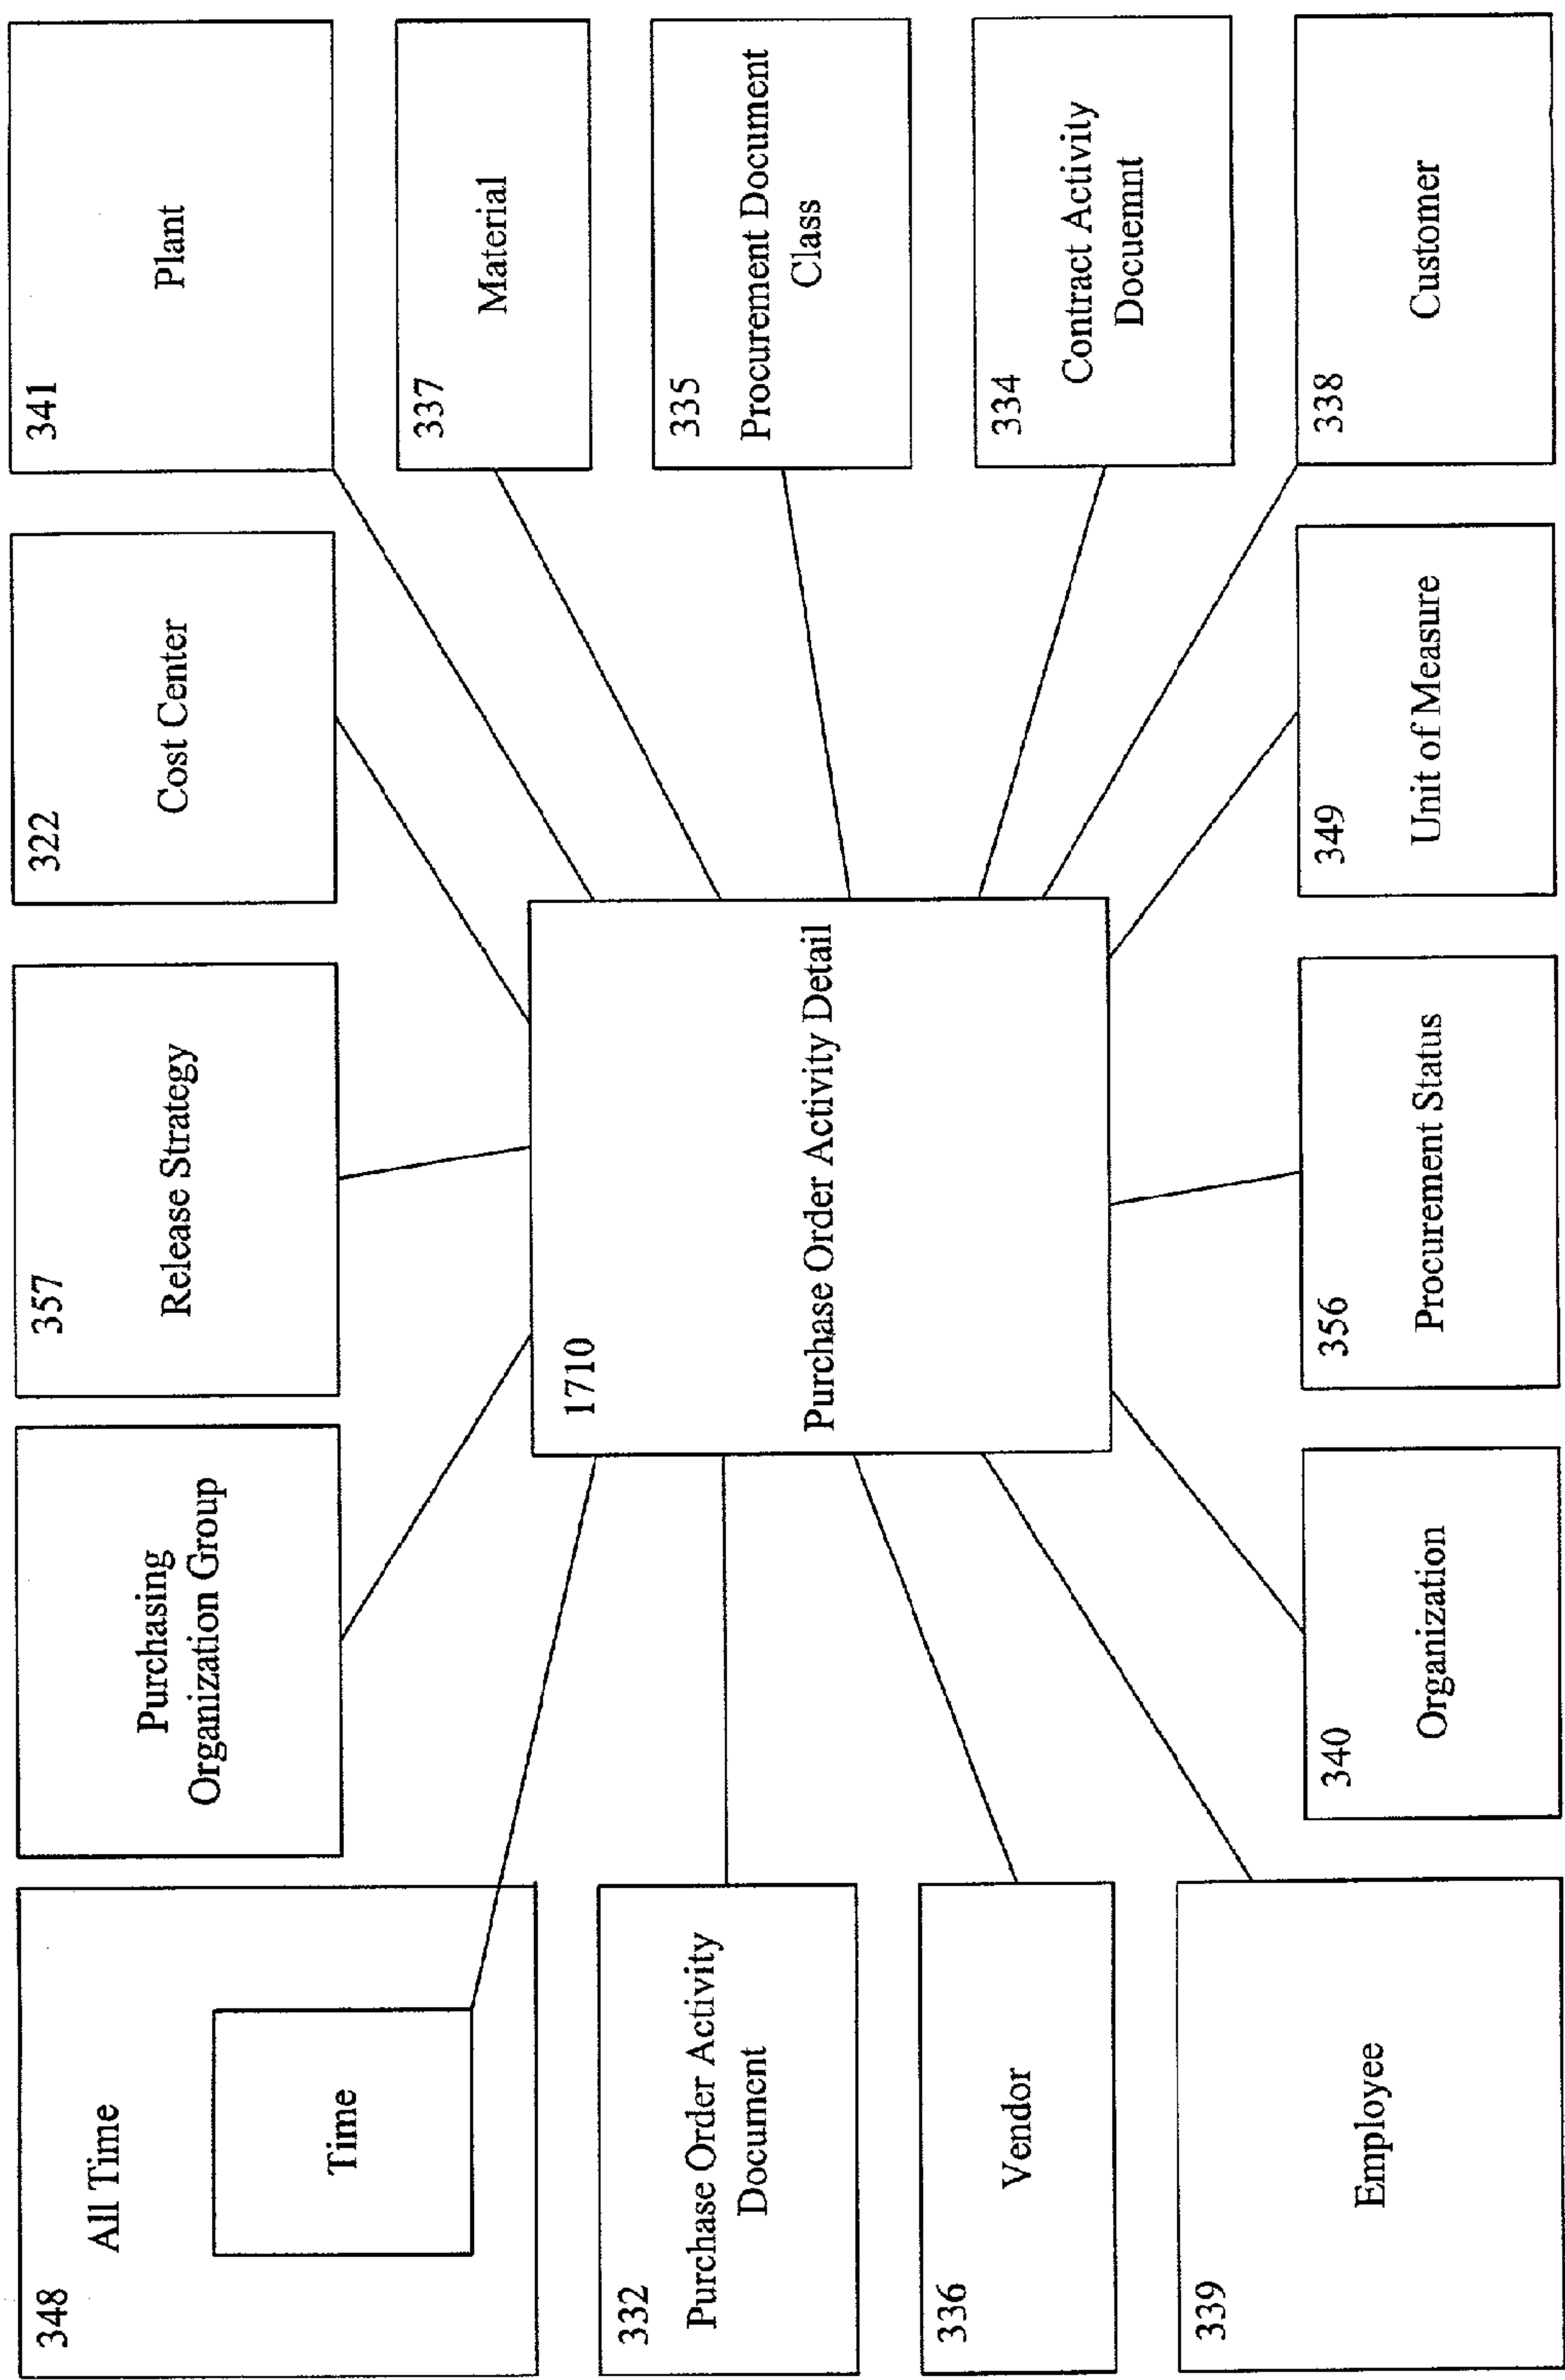 348
All Time
Time
Purchasing
Organization Group
357
Release Strategy
322
Cost Center
341
Plant
332
Purchase Order Activity
Document
336
Vendor
339
Employee
1710
Purchase Order Activity Detail
337
Material
335
Procurement Document
Class
334
Contract Activity
Docuemnt
338
Customer
340
Organization
356
Procurement Status
349
Unit of Measure